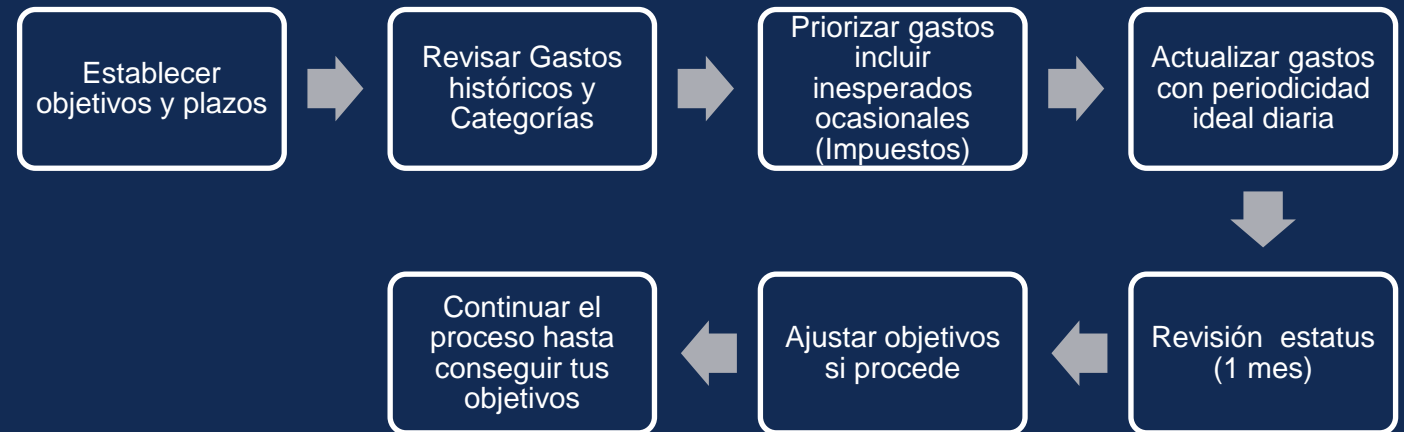 Establecer
objetivos y plazos
Revisar Gastos
históricos y
Categorías
Priorizar gastos
incluir
inesperados
ocasionales
(Impuestos)
Actualizar gastos
con periodicidad
ideal diaria
Revisión estatus
(1 mes)
Ajustar objetivos
si procede
Continuar el
proceso hasta
conseguir tus
objetivos